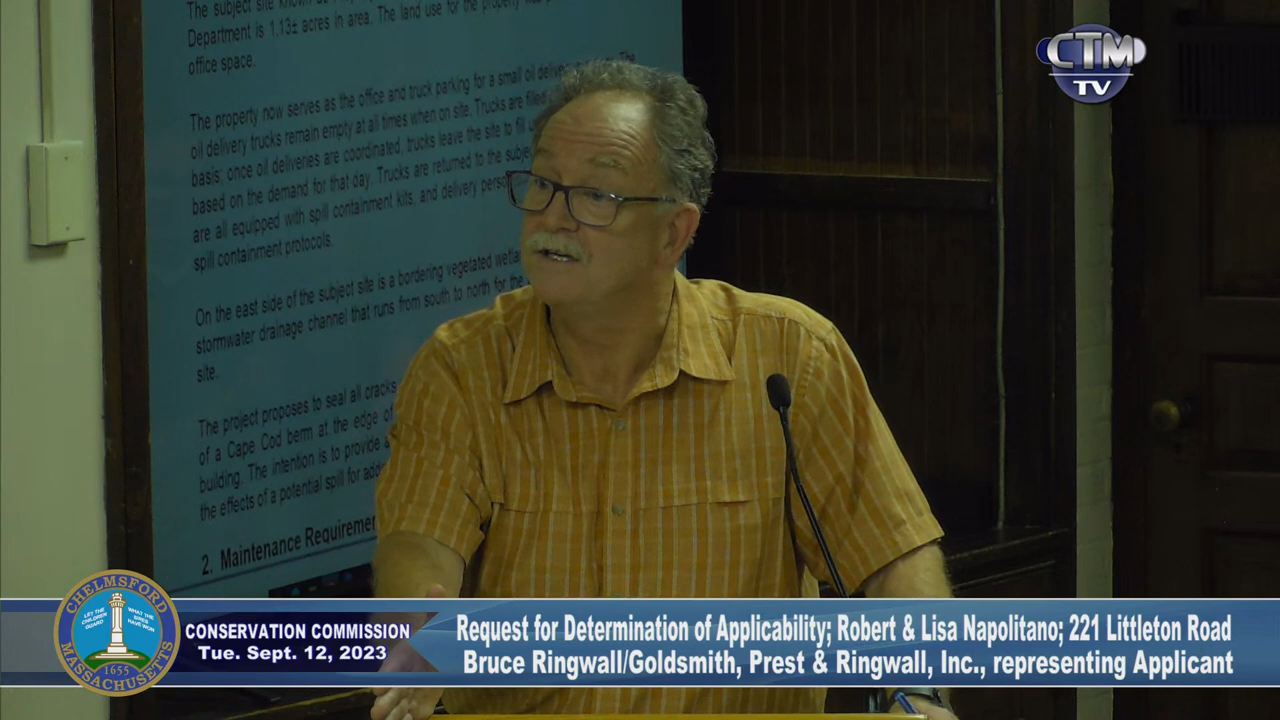 The subject site known
Department is 1.13± acres in area. The land use for the property was
office space.
The property now serves as the office and truck parking for a small oil delivery The
oil delivery trucks remain empty at all times when on site. Trucks are filled
basis; once oil deliveries are coordinated, trucks leave the site to fill
based on the demand for that day. Trucks are returned to the
are all equipped with spill containment kits, and delivery
spill containment protocols.
On the east side of the subject site is a bordering vegetated
stormwater drainage channel that runs from south to north for the
site.
The project proposes to seal all cracks
of a Cape Cod berm at the edge of
building. The intention is to provide
the effects of a potential spill for
2. Maintenance
CTM
TV
CHELMSFORD
LET THE CHILDREN GUARD
WHAT THE SIRES HAVE WON
1655
MASSACHUSETTS
CONSERVATION COMMISSION
Tue. Sept. 12, 2023
Request for Determination of Applicability; Robert & Lisa Napolitano; 221 Littleton Road
Bruce Ringwall/Goldsmith, Prest & Ringwall, Inc., representing Applicant